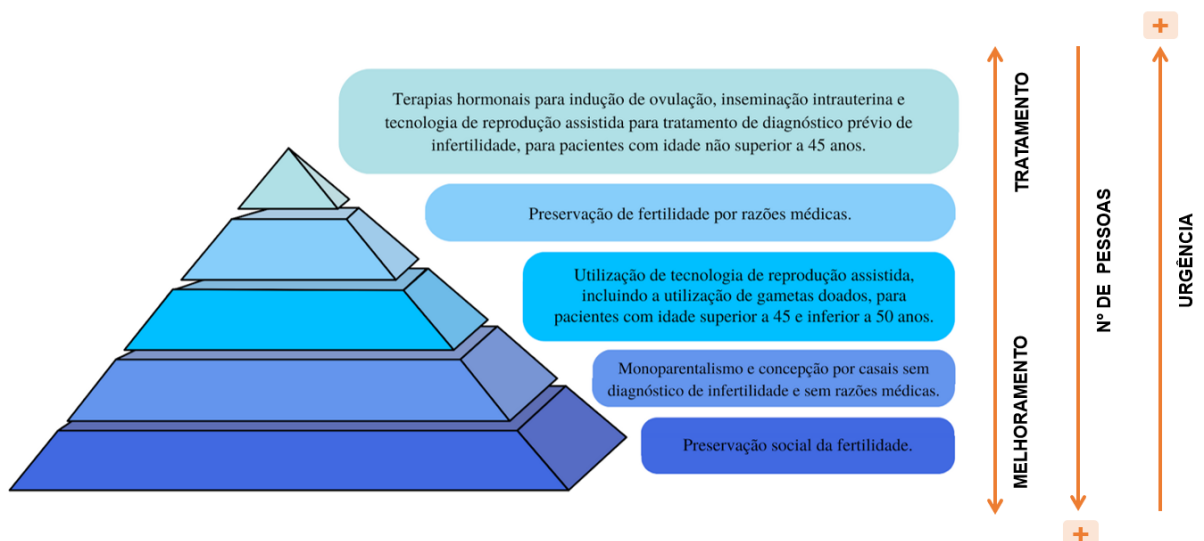 Terapias hormonais para indução de ovulação, inseminação intrauterina e
tecnologia de reprodução assistida para tratamento de diagnóstico prévio de
infertilidade, para pacientes com idade não superior a 45 anos.
Preservação de fertilidade por razões médicas.
Utilização de tecnologia de reprodução assistida,
incluindo a utilização de gametas doados, para
pacientes com idade superior a 45 e inferior a 50 anos.
Monoparentalismo e concepção por casais sem
diagnóstico de infertilidade e sem razões médicas.
Preservação social da fertilidade.
TRATAMENTO
MELHORAMENTO
N° DE PESSOAS
+
URGÊNCIA
+